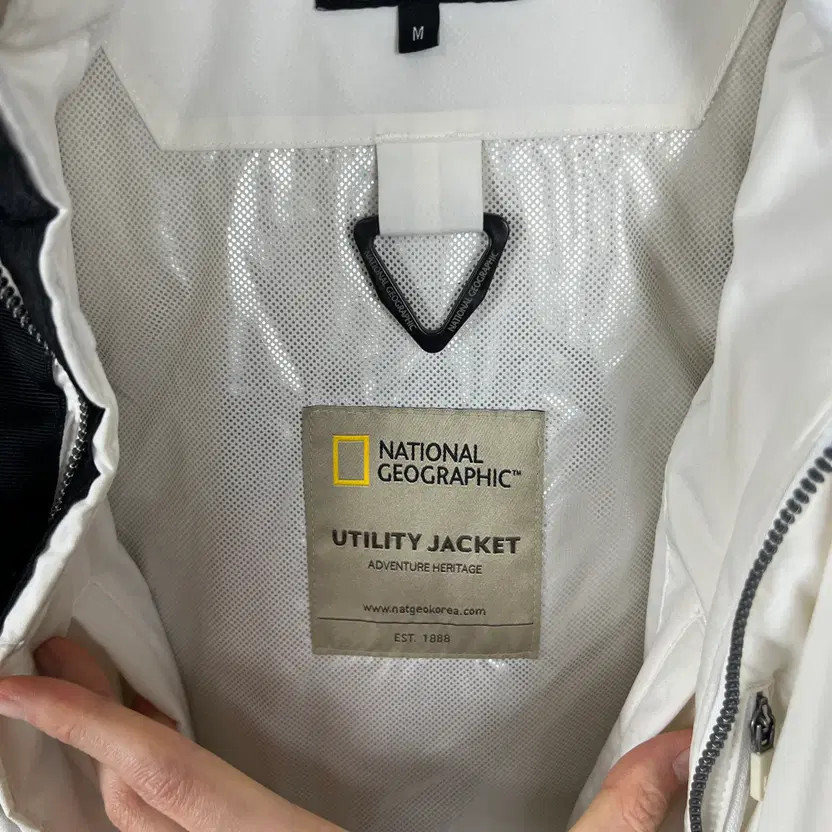 M
NATIONAL GEOGRAPHIC
NATIONAL GEOGRAPHIC
NATIONAL
GEOGRAPHIC™
UTILITY JACKET
ADVENTURE HERITAGE
www.natgeokorea.com
EST. 1888